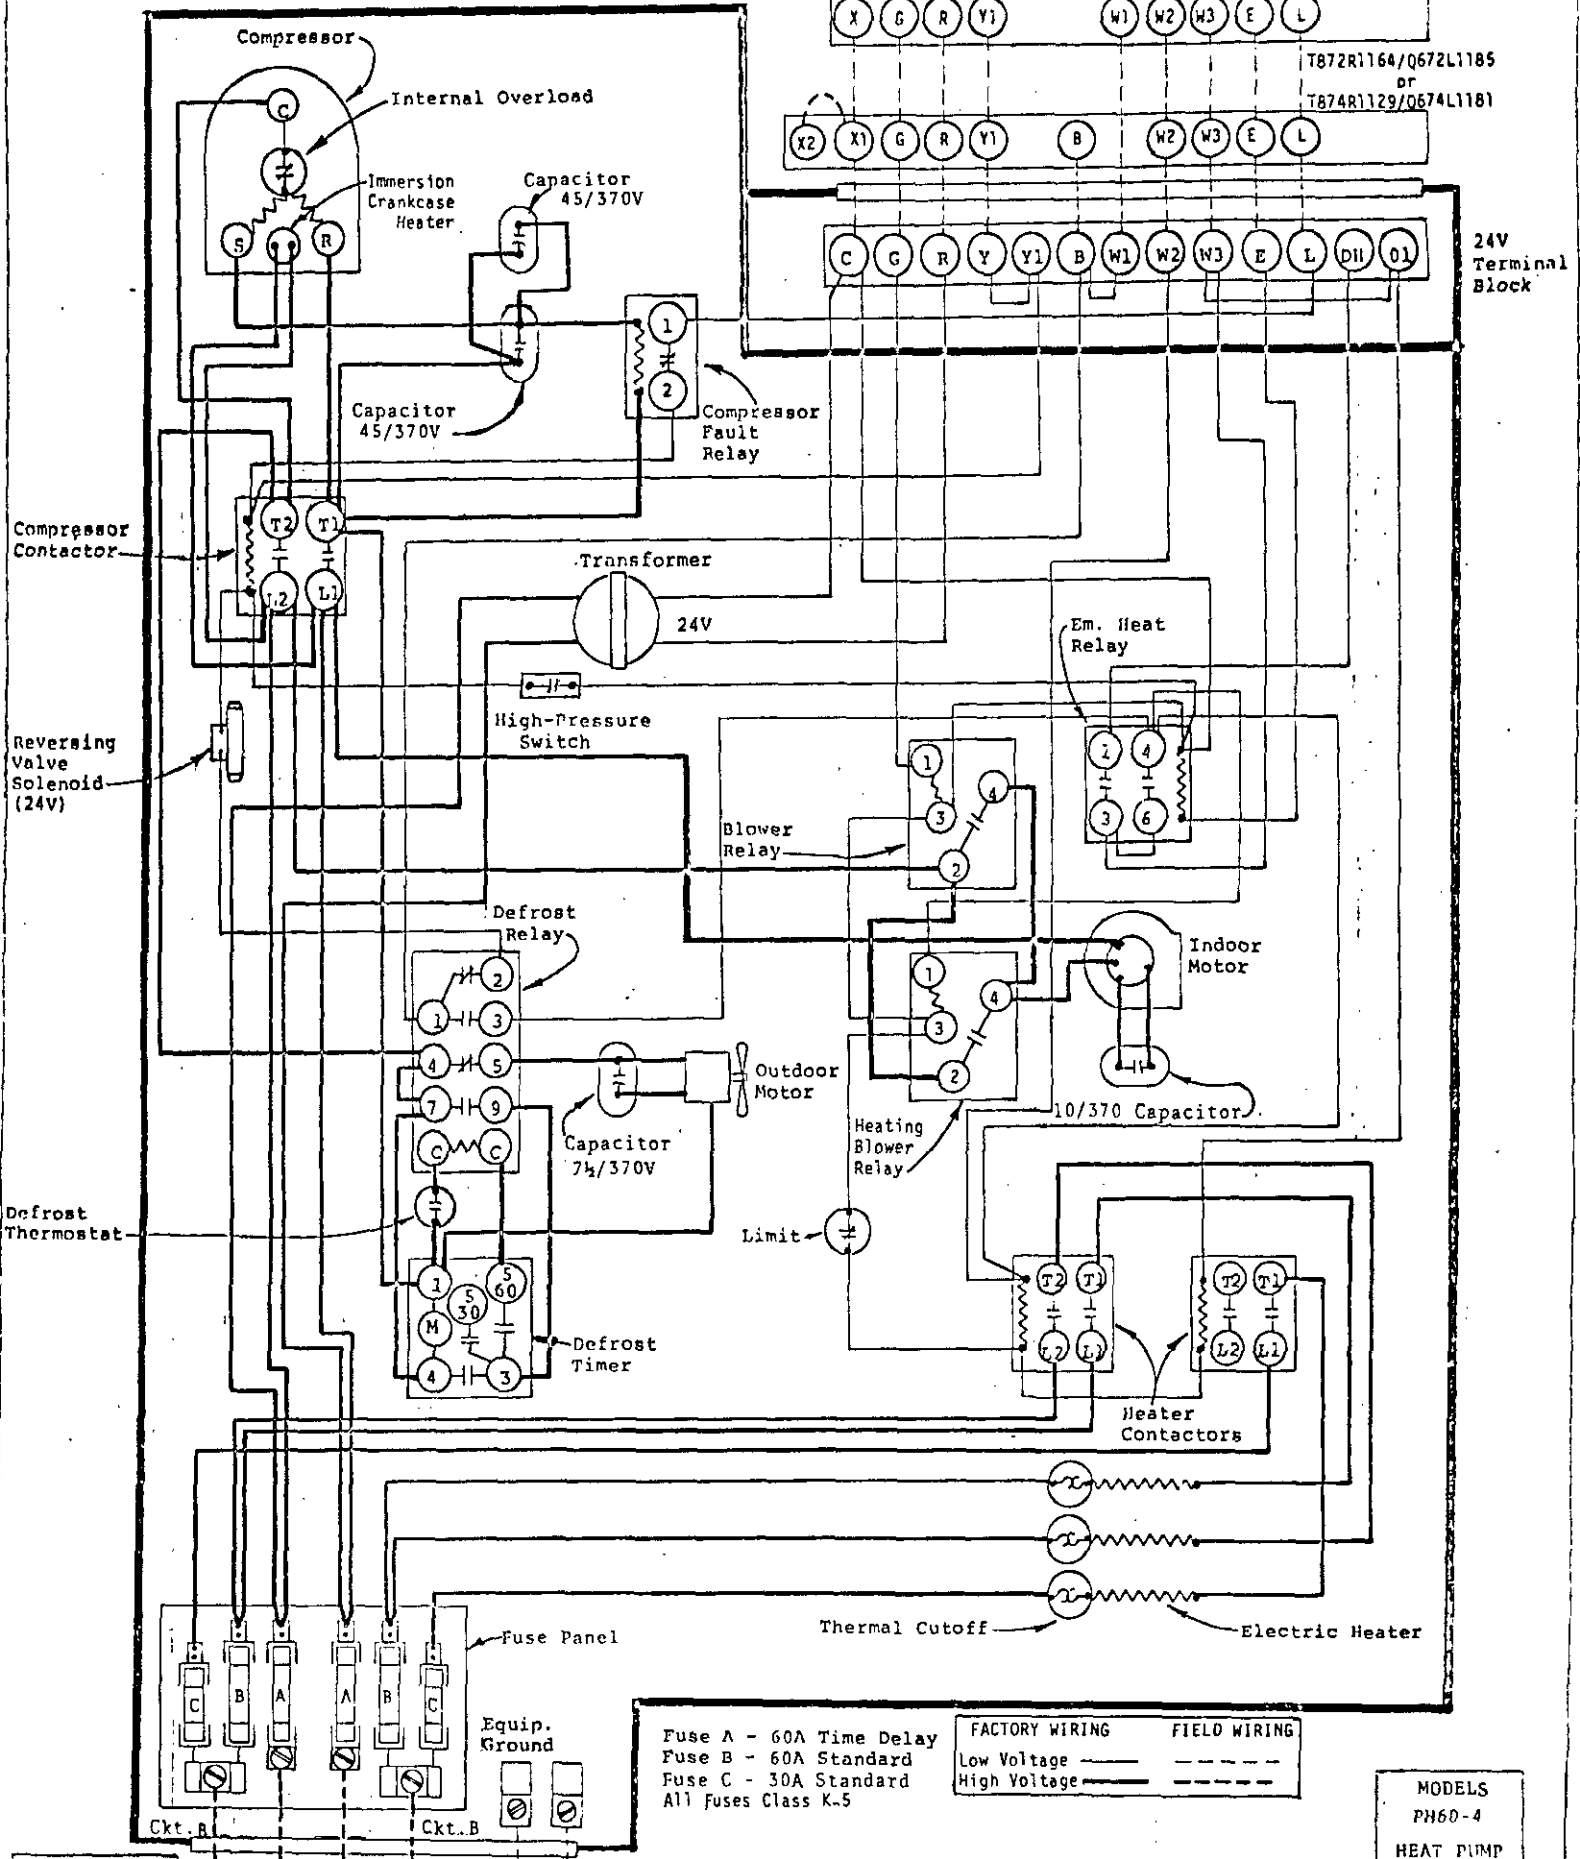 X G R Y1 W1 W2 W3 E L
T872R1164/Q672L1185
or
T874R1129/Q674L1181
X2 X1 G R Y1 B W2 W3 E L
C G R Y Y1 B W1 W2 W3 E L D11 O1
24V
Terminal
Block
Compressor
C
Internal Overload
Immersion
Crankcase
Heater
S R
Capacitor
45/370V
Capacitor
45/370V
1
2
Compressor
Fault
Relay
Compressor
Contactor
T2 T1
L2 L1
Transformer
24V
Em. Heat
Relay
2 4
3 6
High-Pressure
Switch
Reversing
Valve
Solenoid
(24V)
Blower
Relay
1
4
3
2
Defrost
Relay
2
1 3
4 5
7 9
C C
Indoor
Motor
1
4
3
2
Outdoor
Motor
Capacitor
7½/370V
10/370 Capacitor
Heating
Blower
Relay
Defrost
Thermostat
Limit
1
S
60
S
30
M
4 3
Defrost
Timer
T2 T1
L2 L1
T2 T1
L2 L1
Heater
Contactors
Thermal Cutoff
Electric Heater
Fuse Panel
C B A A B C
Equip.
Ground
Ckt. B
Ckt. B
Fuse A - 60A Time Delay
Fuse B - 60A Standard
Fuse C - 30A Standard
All Fuses Class K-5
FACTORY WIRING FIELD WIRING
Low Voltage
High Voltage
MODELS
PH60-4
HEAT PUMP